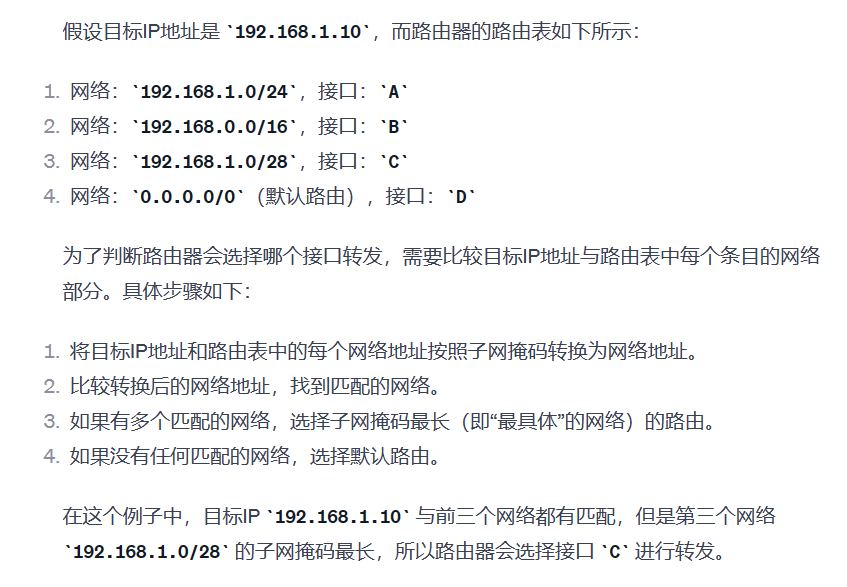 假设目标IP地址是 `192.168.1.10`，而路由器的路由表如下所示：
1. 网络：`192.168.1.0/24`，接口：`A`
2. 网络：`192.168.0.0/16`，接口：`B`
3. 网络：`192.168.1.0/28`，接口：`C`
4. 网络：`0.0.0.0/0`（默认路由），接口：`D`
为了判断路由器会选择哪个接口转发，需要比较目标IP地址与路由表中每个条目的网络
部分。具体步骤如下：
1. 将目标IP地址和路由表中的每个网络地址按照子网掩码转换为网络地址。
2. 比较转换后的网络地址，找到匹配的网络。
3. 如果有多个匹配的网络，选择子网掩码最长（即“最具体”的网络）的路由。
4. 如果没有任何匹配的网络，选择默认路由。
在这个例子中，目标IP `192.168.1.10` 与前三个网络都有匹配，但是第三个网络
`192.168.1.0/28` 的子网掩码最长，所以路由器会选择接口 `C` 进行转发。